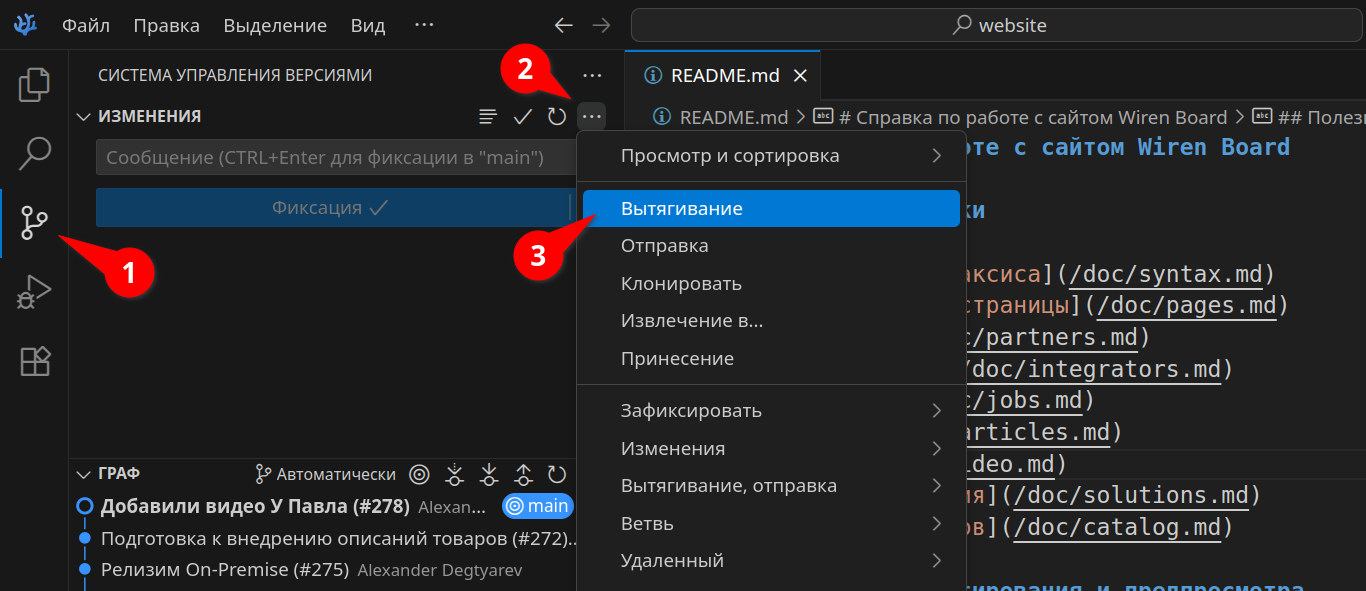 Файл Правка Выделение Вид ···
website
СИСТЕМА УПРАВЛЕНИЯ ВЕРСИЯМИ
2
README.md
ИЗМЕНЕНИЯ
README.md > # Справка по работе с сайтом Wiren Board > ## Полез
Сообщение (CTRL+Enter для фиксации в "main")
Фиксация
1
Просмотр и сортировка
Вытягивание
3
Отправка
Клонировать
Извлечение в...
Принесение
Зафиксировать
Изменения
Вытягивание, отправка
Ветвь
Удаленный
оте с сайтом Wiren Board
ки
аксиса](/doc/syntax.md)
страницы](/doc/pages.md)
c/partners.md)
/doc/integrators.md)
c/jobs.md)
articles.md)
ideo.md)
ия](/doc/solutions.md)
ов](/doc/catalog.md)
тирования и предпросмотра
ГРАФ
Автоматически
Добавили видео У Павла (#278) Alexan... main
Подготовка к внедрению описаний товаров (#272)...
Релизим On-Premise (#275) Alexander Degtyarev